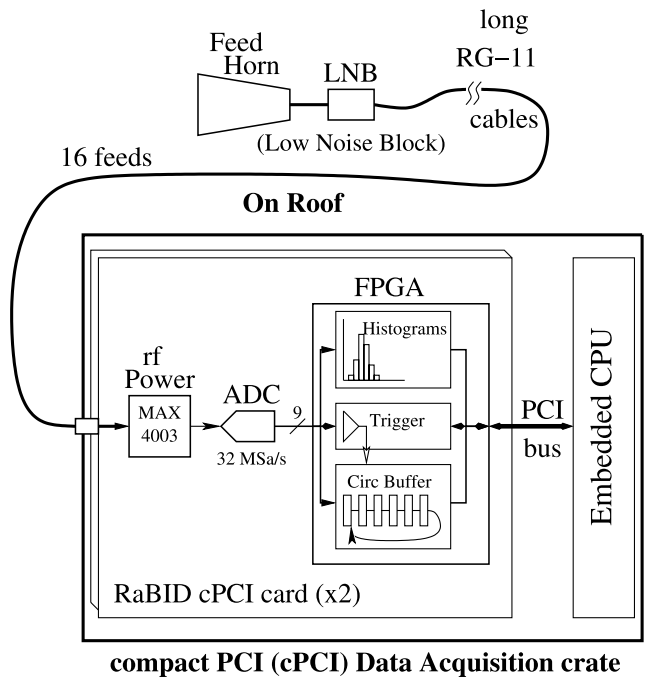 long
Feed
Horn
LNB
RG−11
cables
(Low Noise Block)
16 feeds
On Roof
FPGA
Histograms
rf
Power
ADC
MAX
4003
9
Trigger
PCI
bus
32 MSa/s
Circ Buffer
Embedded CPU
RaBID cPCI card (x2)
compact PCI (cPCI) Data Acquisition crate